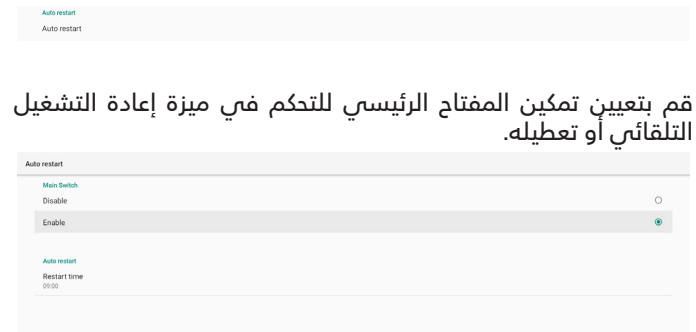 Auto restart
Auto restart
قم بتعيين تمكين المفتاح الرئيسي للتحكم في ميزة إعادة التشغيل
التلقائي أو تعطيله.
Auto restart
Main Switch
Disable
Enable
Auto restart
Restart time
09:00